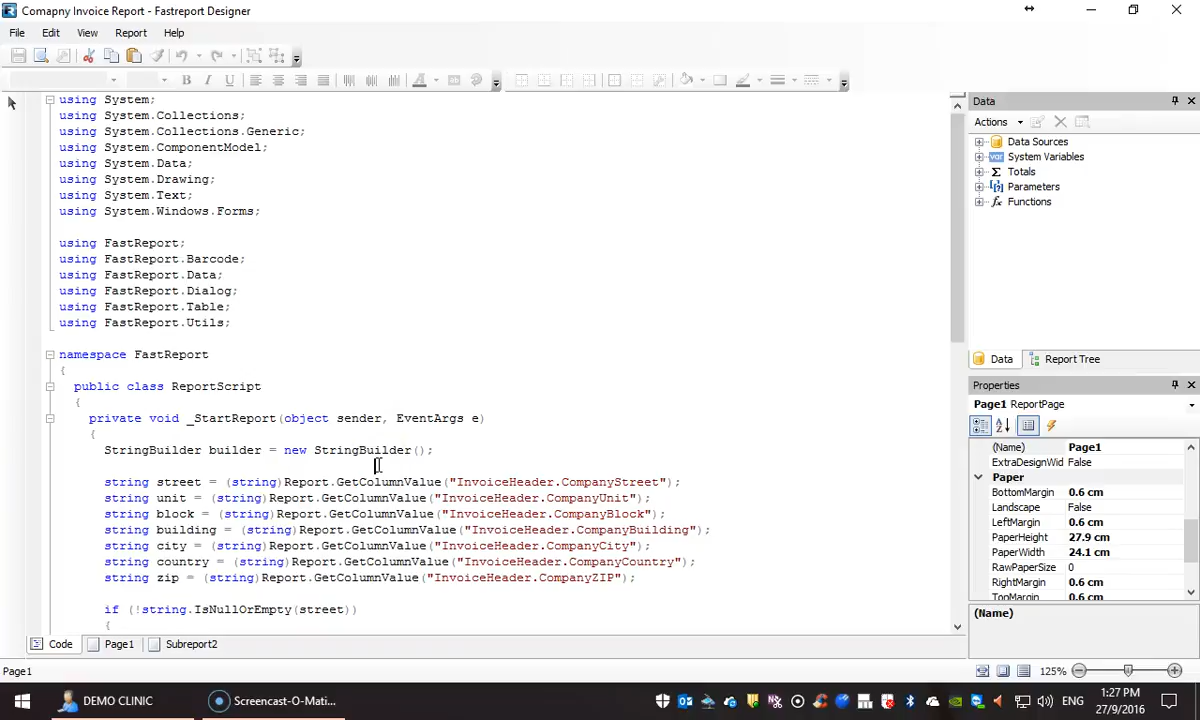 Comapny Invoice Report - Fastreport Designer
File Edit View Report Help
B I U
using System;
using System.Collections;
using System.Collections.Generic;
using System.ComponentModel;
using System.Data;
using System.Drawing;
using System.Text;
using System.Windows.Forms;
using FastReport;
using FastReport.Barcode;
using FastReport.Data;
using FastReport.Dialog;
using FastReport.Table;
using FastReport.Utils;
namespace FastReport
{
public class ReportScript
{
private void _StartReport(object sender, EventArgs e)
{
StringBuilder builder = new StringBuilder();
string street = (string)Report.GetColumnValue("InvoiceHeader.CompanyStreet");
string unit = (string)Report.GetColumnValue("InvoiceHeader.CompanyUnit");
string block = (string)Report.GetColumnValue("InvoiceHeader.CompanyBlock");
string building = (string)Report.GetColumnValue("InvoiceHeader.CompanyBuilding");
string city = (string)Report.GetColumnValue("InvoiceHeader.CompanyCity");
string country = (string)Report.GetColumnValue("InvoiceHeader.CompanyCountry");
string zip = (string)Report.GetColumnValue("InvoiceHeader.CompanyZIP");
if (!string.IsNullOrEmpty(street))
{
Code Page1 Subreport2
Page1
Data
Actions
Data Sources
System Variables
Totals
Parameters
Functions
Data Report Tree
Properties
Page1 ReportPage
(Name) Page1
ExtraDesignWid False
Paper
BottomMargin 0.6 cm
Landscape False
LeftMargin 0.6 cm
PaperHeight 27.9 cm
PaperWidth 24.1 cm
RawPaperSize 0
RightMargin 0.6 cm
TopMargin 0.6 cm
(Name)
125%
DEMO CLINIC Screencast-O-Mati... ENG 1:27 PM
27/9/2016